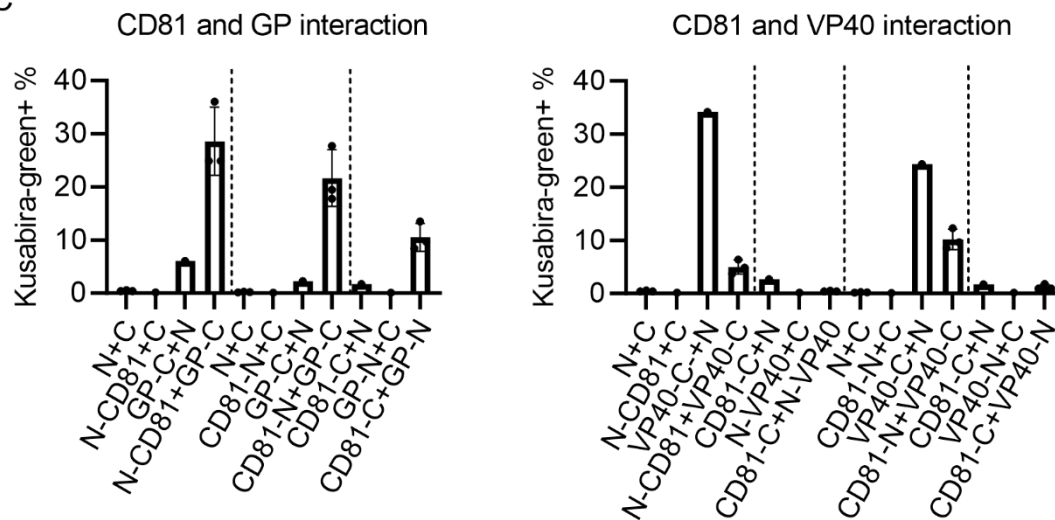 CD81 and GP interaction
Kusabira-green+ %
40
30
20
10
0
N+C
N-CD81+C
GP-C+N
N-CD81+GP-C
N+C
CD81-N+C
GP-C+N
CD81-N+GP-C
CD81-C+N
GP-N+C
CD81-C+GP-N
CD81 and VP40 interaction
Kusabira-green+ %
40
30
20
10
0
N+C
N-CD81+C
VP40-C-+N
N-CD81+VP40-C
CD81-C+N
N-VP40+C
CD81-C+N-VP40
N+C
CD81-N+C
VP40-C+N
CD81-N+VP40-C
CD81-C+N
VP40-N+C
CD81-C+VP40-N